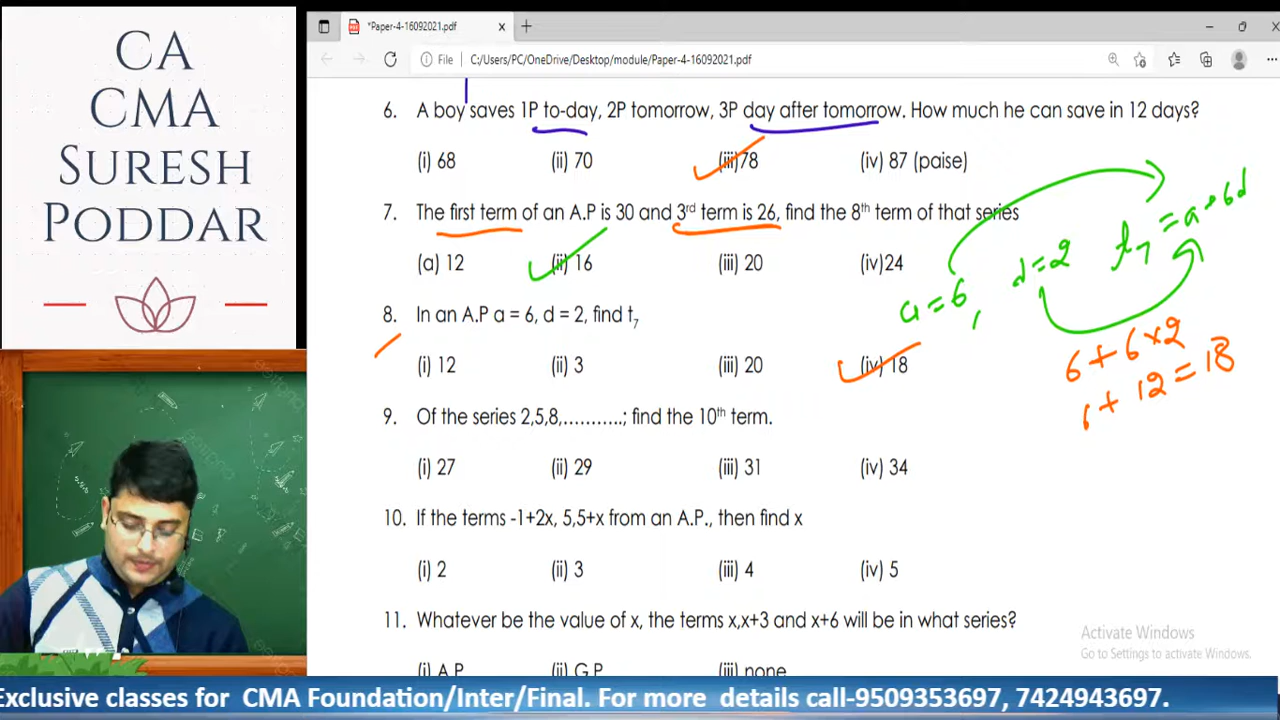 CA
CMA
SURESH
PODDAR
*Paper-4-16092021.pdf
File C:/Users/PC/OneDrive/Desktop/module/Paper-4-16092021.pdf
6. A boy saves 1P to-day, 2P tomorrow, 3P day after tomorrow. How much he can save in 12 days?
(i) 68 (ii) 70 (iii)78 (iv) 87 (paise)
7. The first term of an A.P is 30 and 3rd term is 26, find the 8th term of that series
(a) 12 (ii) 16 (iii) 20 (iv)24
a = 6, d = 2 t7 = a + 6d
8. In an A.P a = 6, d = 2, find t7
(i) 12 (ii) 3 (iii) 20 (iv) 18
6 + 6 x 2
6 + 12 = 18
9. Of the series 2,5,8,...........; find the 10th term.
(i) 27 (ii) 29 (iii) 31 (iv) 34
10. If the terms -1+2x, 5,5+x from an A.P., then find x
(i) 2 (ii) 3 (iii) 4 (iv) 5
11. Whatever be the value of x, the terms x,x+3 and x+6 will be in what series?
(i) A.P (ii) G.P (iii) none
Activate Windows
Go to Settings to activate Windows.
Exclusive classes for CMA Foundation/Inter/Final. For more details call-9509353697, 7424943697.